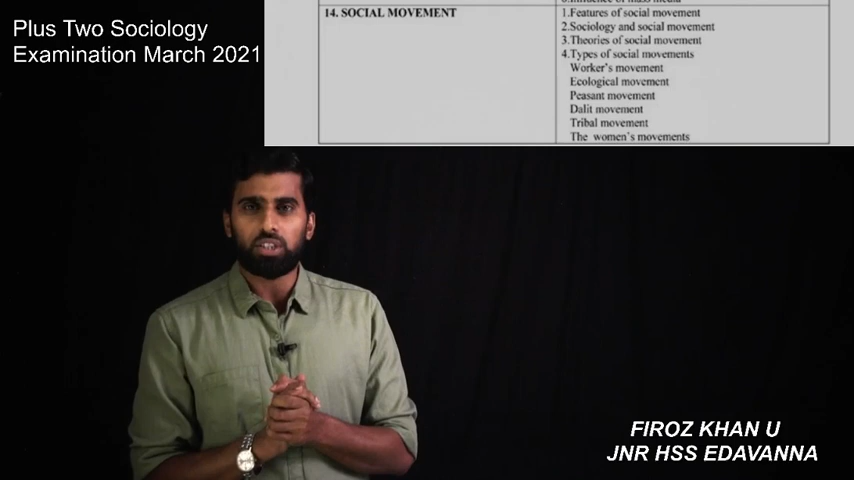 Plus Two Sociology
Examination March 2021
14. SOCIAL MOVEMENT
1.Features of social movement
2.Sociology and social movement
3.Theories of social movement
4.Types of social movements
Worker's movement
Ecological movement
Peasant movement
Dalit movement
Tribal movement
The women's movements
FIROZ KHAN U
JNR HSS EDAVANNA